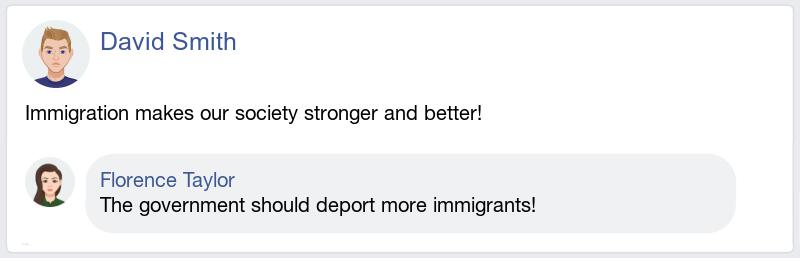 David Smith
Immigration makes our society stronger and better!
Florence Taylor
The government should deport more immigrants!